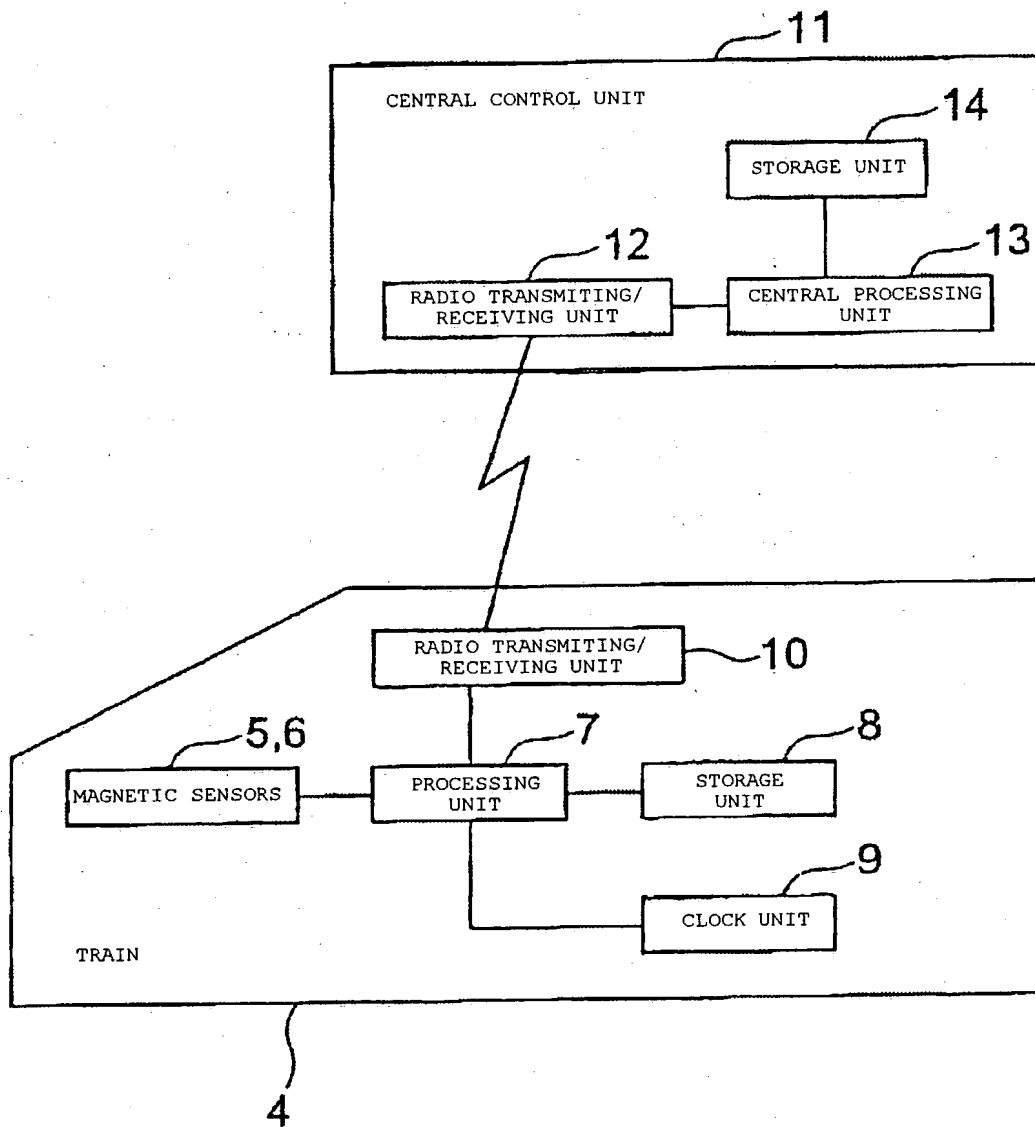 11
CENTRAL CONTROL UNIT
14
STORAGE UNIT
12
13
RADIO TRANSMITING/
RECEIVING UNIT
CENTRAL PROCESSING
UNIT
RADIO TRANSMITING/
RECEIVING UNIT
10
5,6
7
8
MAGNETIC SENSORS
PROCESSING
UNIT
STORAGE
UNIT
9
CLOCK UNIT
TRAIN
4